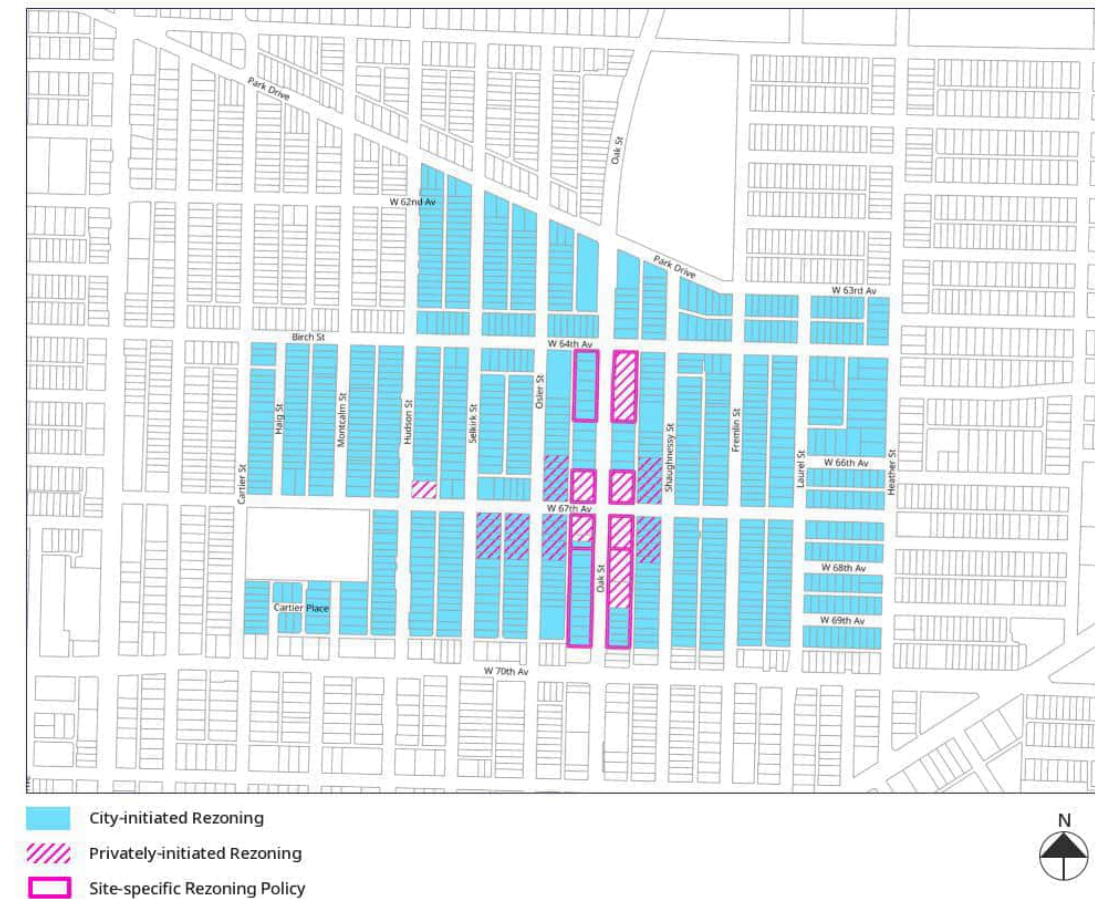 Park Drive
Oak St
W 62nd Av
Park Drive
W 63rd Av
Birch St
W 64th Av
Osler St
Haig St
Montcalm St
Hudson St
Selkirk St
Shaughnessy St
Fremlin St
Laurel St
Heather St
Cartier St
W 66th Av
W 67th Av
W 68th Av
Oak St
Cartier Place
W 69th Av
W 70th Av
City-initiated Rezoning
N
Privately-initiated Rezoning
Site-specific Rezoning Policy